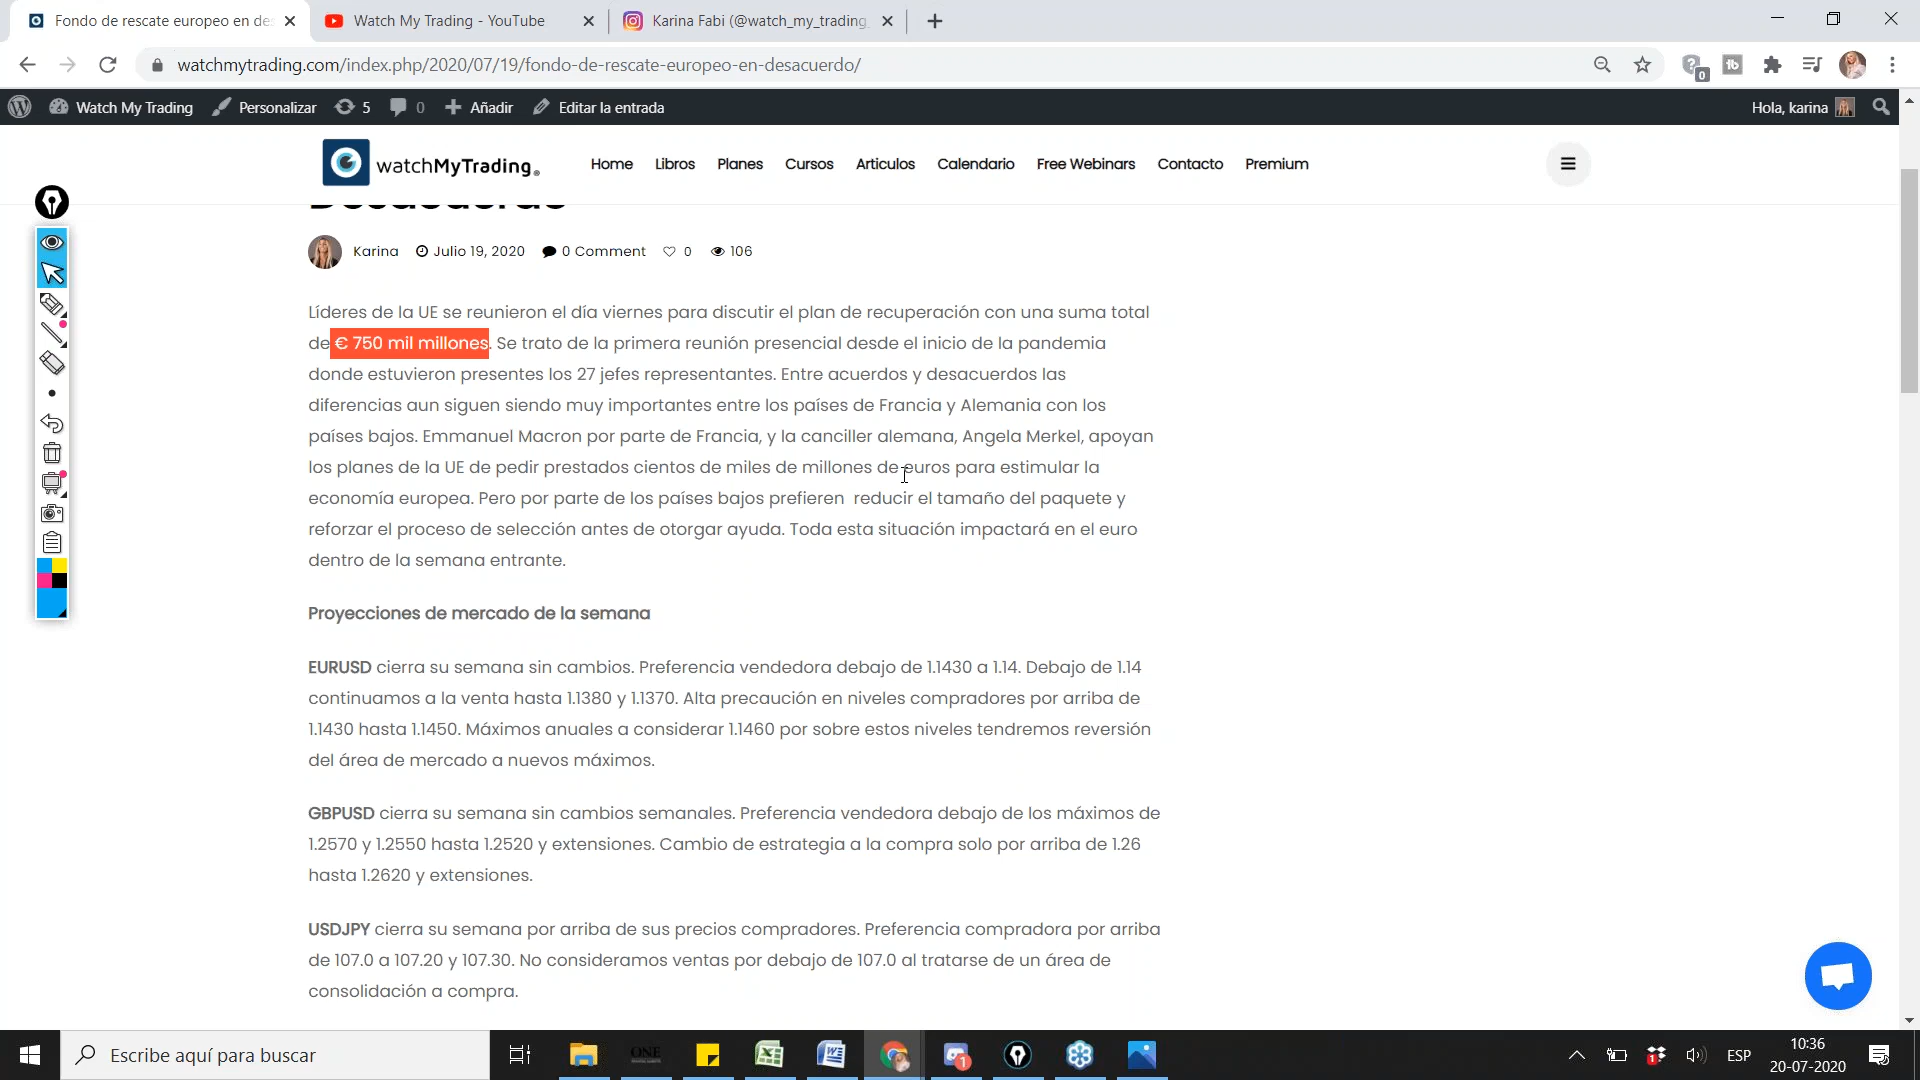 Fondo de rescate europeo en de
Watch My Trading - YouTube
Karina Fabi (@watch_my_trading_
watchmytrading.com/index.php/2020/07/19/fondo-de-rescate-europeo-en-desacuerdo/
0
Watch My Trading
Personalizar
5
0
Añadir
Editar la entrada
Hola, karina
watchMyTrading®
Home
Libros
Planes
Cursos
Articulos
Calendario
Free Webinars
Contacto
Premium
Karina
Julio 19, 2020
0 Comment
0
106
Líderes de la UE se reunieron el día viernes para discutir el plan de recuperación con una suma total
de € 750 mil millones. Se trato de la primera reunión presencial desde el inicio de la pandemia
donde estuvieron presentes los 27 jefes representantes. Entre acuerdos y desacuerdos las
diferencias aun siguen siendo muy importantes entre los países de Francia y Alemania con los
países bajos. Emmanuel Macron por parte de Francia, y la canciller alemana, Angela Merkel, apoyan
los planes de la UE de pedir prestados cientos de miles de millones de euros para estimular la
economía europea. Pero por parte de los países bajos prefieren  reducir el tamaño del paquete y
reforzar el proceso de selección antes de otorgar ayuda. Toda esta situación impactará en el euro
dentro de la semana entrante.
Proyecciones de mercado de la semana
EURUSD cierra su semana sin cambios. Preferencia vendedora debajo de 1.1430 a 1.14. Debajo de 1.14
continuamos a la venta hasta 1.1380 y 1.1370. Alta precaución en niveles compradores por arriba de
1.1430 hasta 1.1450. Máximos anuales a considerar 1.1460 por sobre estos niveles tendremos reversión
del área de mercado a nuevos máximos.
GBPUSD cierra su semana sin cambios semanales. Preferencia vendedora debajo de los máximos de
1.2570 y 1.2550 hasta 1.2520 y extensiones. Cambio de estrategia a la compra solo por arriba de 1.26
hasta 1.2620 y extensiones.
USDJPY cierra su semana por arriba de sus precios compradores. Preferencia compradora por arriba
de 107.0 a 107.20 y 107.30. No consideramos ventas por debajo de 107.0 al tratarse de un área de
consolidación a compra.
Escribe aquí para buscar
ONE
1
1
ESP
10:36
20-07-2020